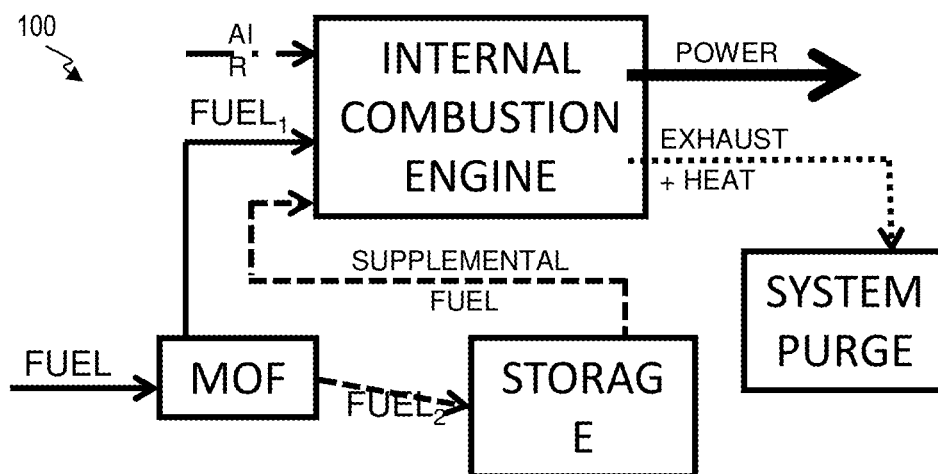 100
AI
R
INTERNAL
COMBUSTION
ENGINE
POWER
FUEL₁
EXHAUST
+ HEAT
SUPPLEMENTAL
FUEL
SYSTEM
PURGE
FUEL
MOF
FUEL₂
STORAG
E